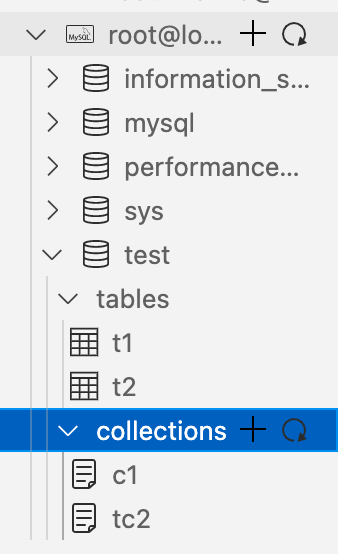 MySQL root@lo...
information_s...
mysql
performance...
sys
test
tables
t1
t2
collections
c1
tc2